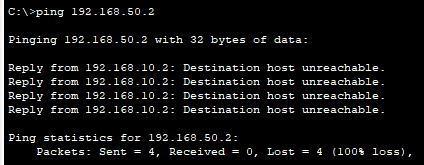 C:\>ping 192.168.50.2
Pinging 192.168.50.2 with 32 bytes of data:
Reply from 192.168.10.2: Destination host unreachable.
Reply from 192.168.10.2: Destination host unreachable.
Reply from 192.168.10.2: Destination host unreachable.
Reply from 192.168.10.2: Destination host unreachable.
Ping statistics for 192.168.50.2:
    Packets: Sent = 4, Received = 0, Lost = 4 (100% loss),